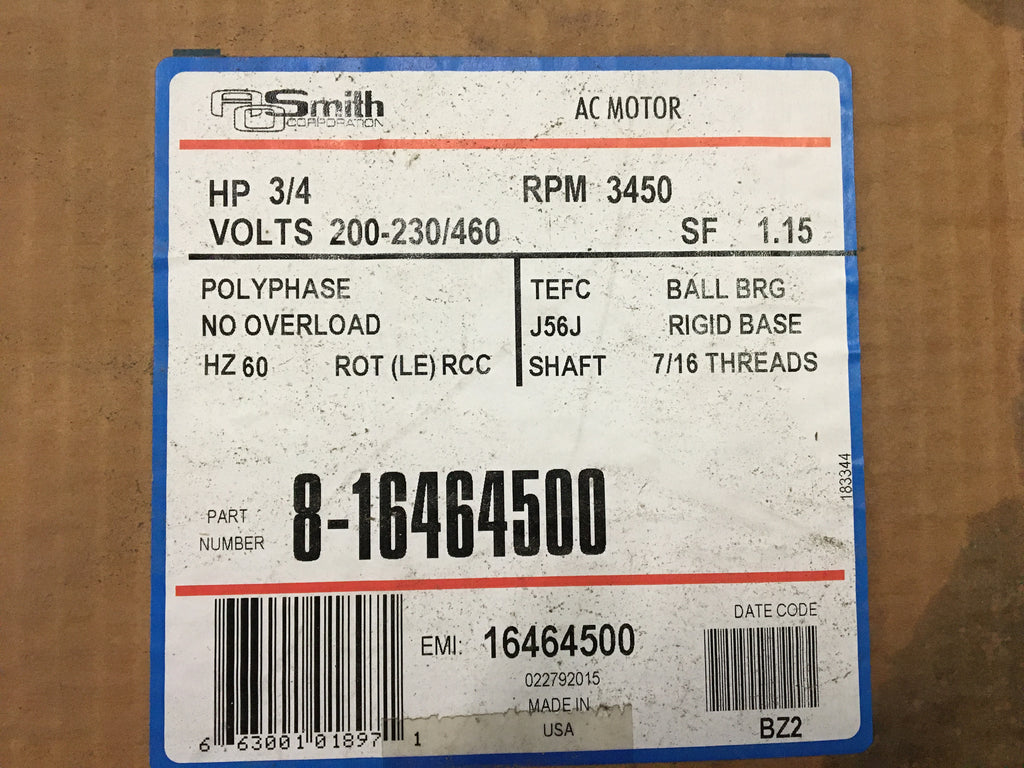 AO Smith AC MOTOR
CORPORATION
HP 3/4 RPM 3450
VOLTS 200-230/460 SF 1.15
POLYPHASE TEFC BALL BRG
NO OVERLOAD J56J RIGID BASE
HZ 60 ROT (LE) RCC SHAFT 7/16 THREADS
183344
PART
NUMBER 8-16464500
DATE CODE
EMI: 16464500
022792015
MADE IN
USA
BZ2
6 63001 01897 1